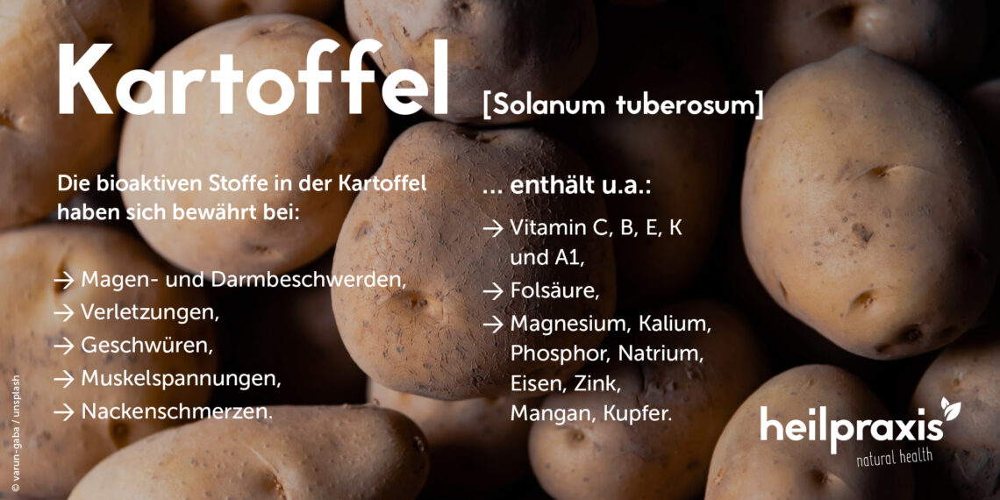 Kartoffel [Solanum tuberosum]
Die bioaktiven Stoffe in der Kartoffel
haben sich bewährt bei:
→ Magen- und Darmbeschwerden,
→ Verletzungen,
→ Geschwüren,
→ Muskelspannungen,
→ Nackenschmerzen.
... enthält u.a.:
→ Vitamin C, B, E, K
und A1,
→ Folsäure,
→ Magnesium, Kalium,
Phosphor, Natrium,
Eisen, Zink,
Mangan, Kupfer.
heilpraxis
natural health
© varun-gaba / unsplash